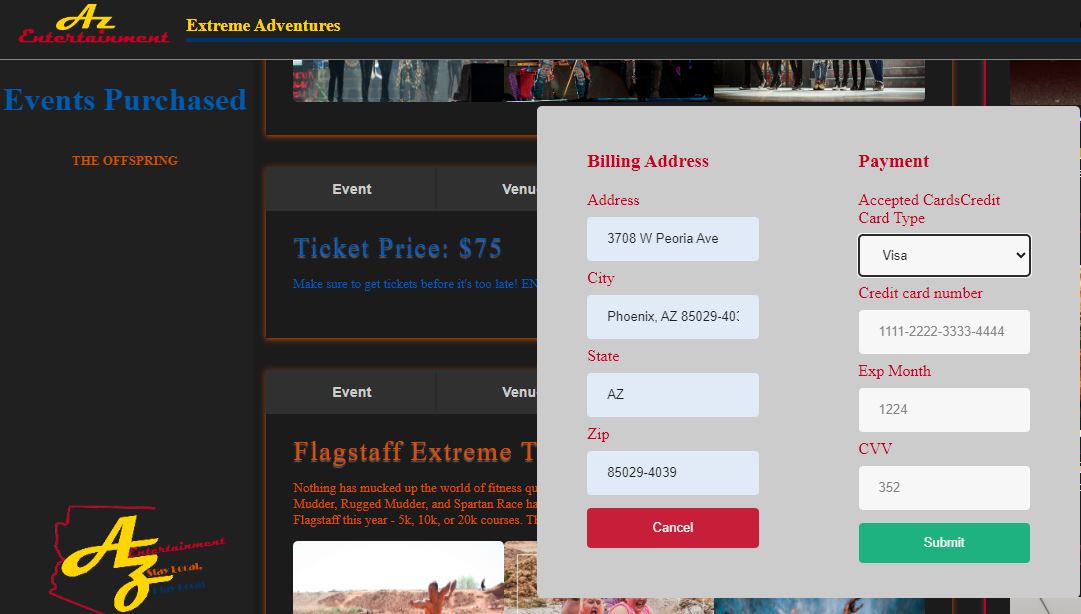 Az
Entertainment
Extreme Adventures
Events Purchased
THE OFFSPRING
Event
Venu
Ticket Price: $75
Make sure to get tickets before it's too late! EN
Event
Venu
Flagstaff Extreme T
Nothing has mucked up the world of fitness qu
Mudder, Rugged Mudder, and Spartan Race ha
Flagstaff this year - 5k, 10k, or 20k courses. Th
Billing Address
Address
3708 W Peoria Ave
City
Phoenix, AZ 85029-403
State
AZ
Zip
85029-4039
Cancel
Payment
Accepted CardsCredit
Card Type
Visa
Credit card number
1111-2222-3333-4444
Exp Month
1224
CVV
352
Submit
Az
Entertainment
Stay Local,
Play Local